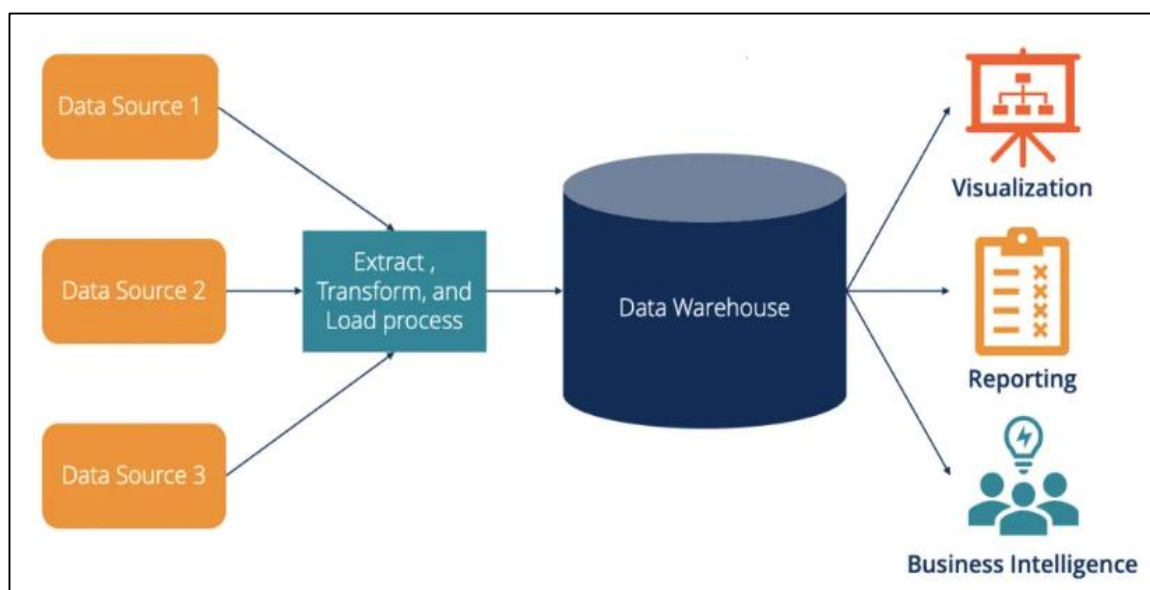 Data Source 1
Data Source 2
Data Source 3
Extract ,
Transform, and
Load process
Data Warehouse
Visualization
Reporting
Business Intelligence